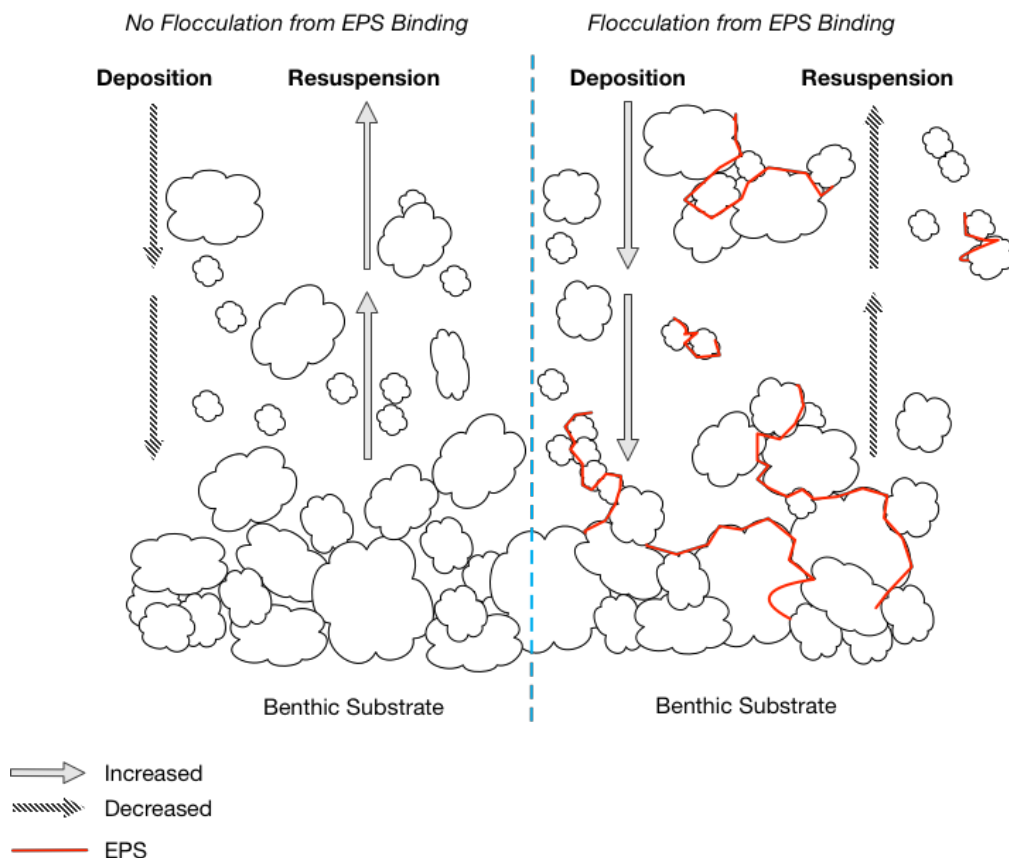 No Flocculation from EPS Binding
Flocculation from EPS Binding
Deposition
Resuspension
Deposition
Resuspension
Benthic Substrate
Benthic Substrate
Increased
Decreased
EPS